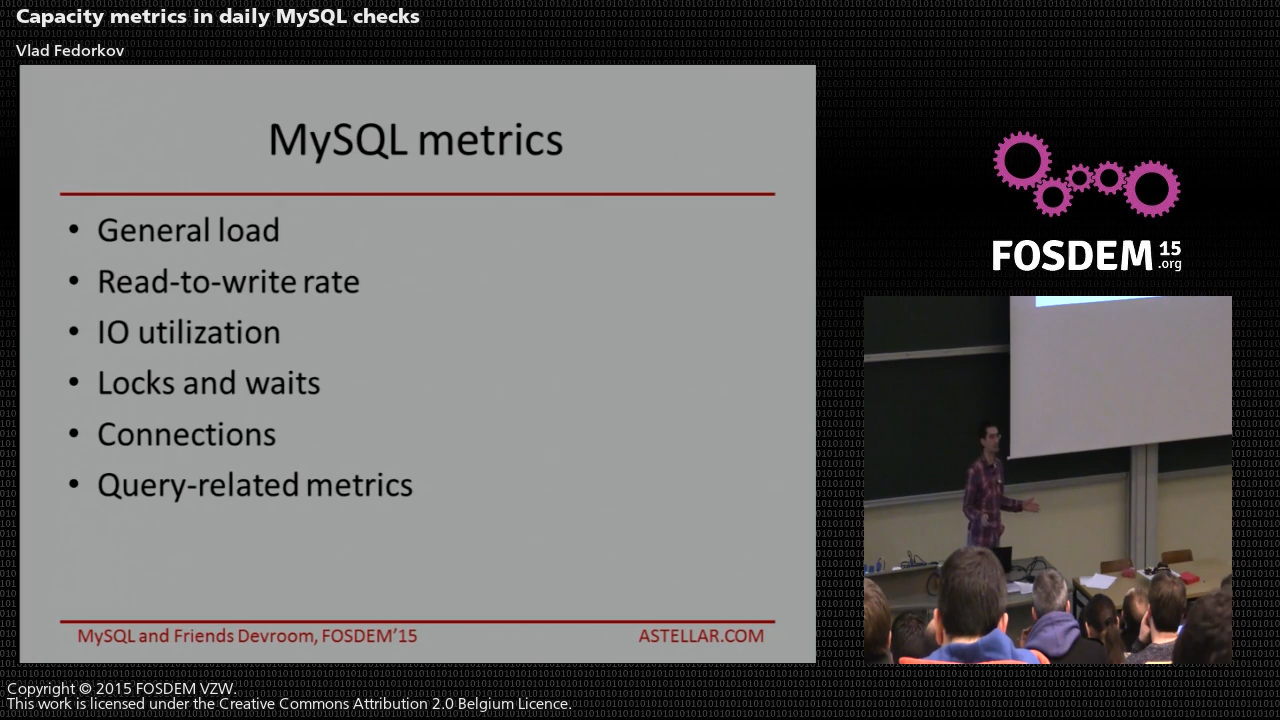 Capacity metrics in daily MySQL checks
Vlad Fedorkov
MySQL metrics
• General load
• Read-to-write rate
• IO utilization
• Locks and waits
• Connections
• Query-related metrics
MySQL and Friends Devroom, FOSDEM’15
ASTELLAR.COM
FOSDEM 15
.org
Copyright © 2015 FOSDEM VZW.
This work is licensed under the Creative Commons Attribution 2.0 Belgium Licence.